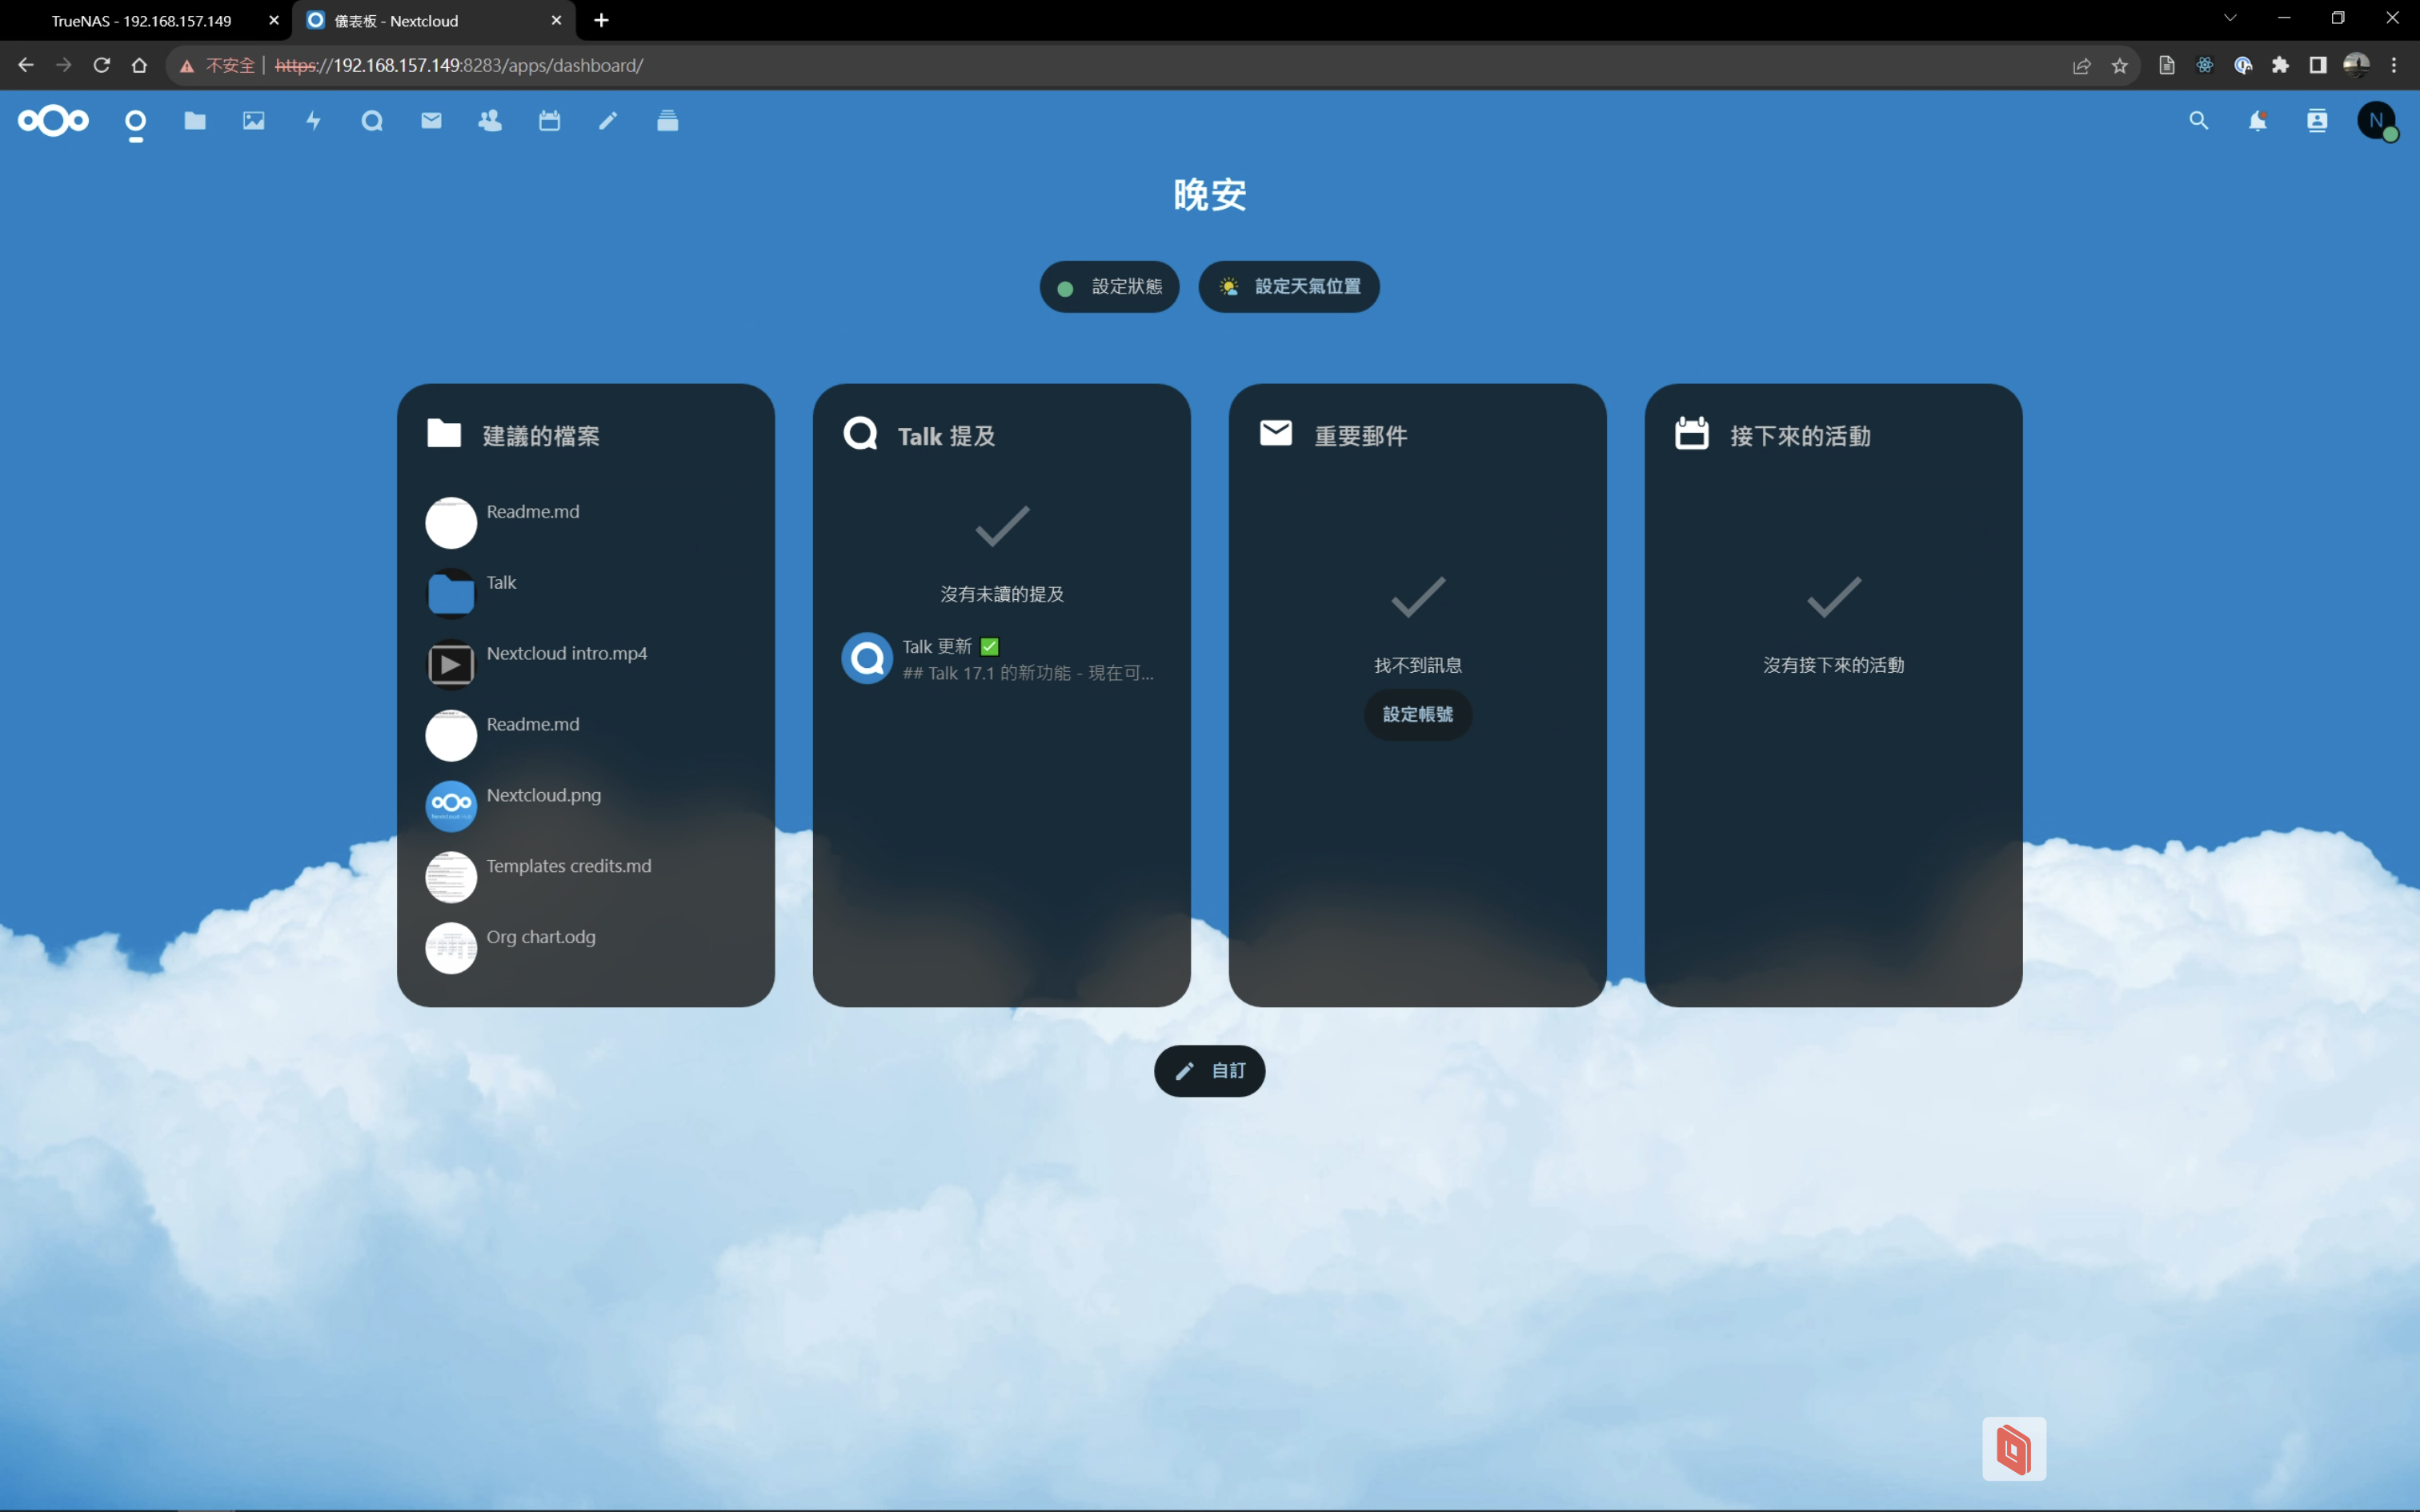 TrueNAS - 192.168.157.149
儀表板 - Nextcloud
不安全 | https://192.168.157.149:8283/apps/dashboard/
N
晚安
設定狀態
設定天氣位置
建議的檔案
Readme.md
Talk
Nextcloud intro.mp4
Readme.md
Nextcloud.png
Templates credits.md
Org chart.odg
Talk 提及
沒有未讀的提及
Talk 更新 ✅
## Talk 17.1 的新功能 - 現在可...
重要郵件
找不到訊息
設定帳號
接下來的活動
沒有接下來的活動
自訂